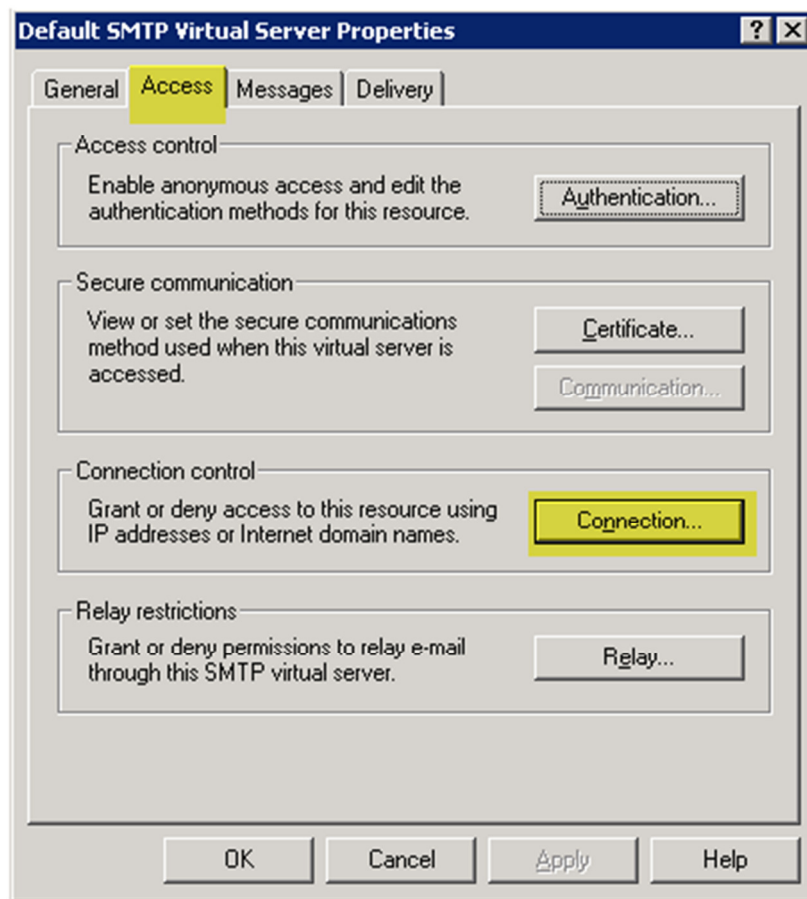 Default SMTP Virtual Server Properties
General Access Messages Delivery
Access control
Enable anonymous access and edit the
authentication methods for this resource.
Authentication...
Secure communication
View or set the secure communications
method used when this virtual server is
accessed.
Certificate...
Communication...
Connection control
Grant or deny access to this resource using
IP addresses or Internet domain names.
Connection...
Relay restrictions
Grant or deny permissions to relay e-mail
through this SMTP virtual server.
Relay...
OK Cancel Apply Help